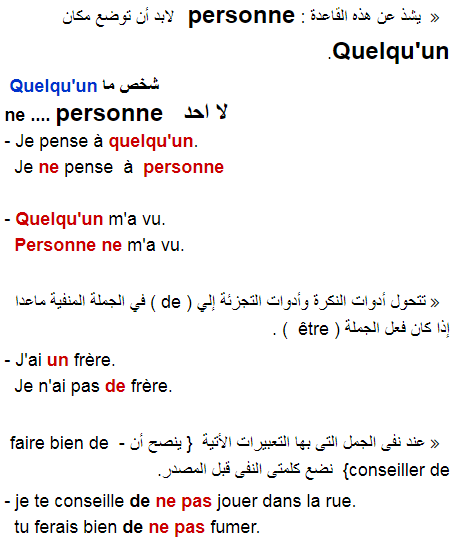 » يشذ عن هذه القاعدة : personne لابد أن توضع مكان
Quelqu'un.
شخص ما Quelqu'un
ne .... personne لا احد
- Je pense à quelqu'un.
Je ne pense à personne
- Quelqu'un m'a vu.
Personne ne m'a vu.
» تتحول أدوات النكرة وأدوات التجزئة إلي ( de ) في الجملة المنفية ماعدا
إذا كان فعل الجملة ( être ) .
- J'ai un frère.
Je n'ai pas de frère.
» عند نفى الجمل التى بها التعبيرات الأتية { ينصح أن - faire bien de
conseiller de} نضع كلمتى النفى قبل المصدر.
- je te conseille de ne pas jouer dans la rue.
tu ferais bien de ne pas fumer.